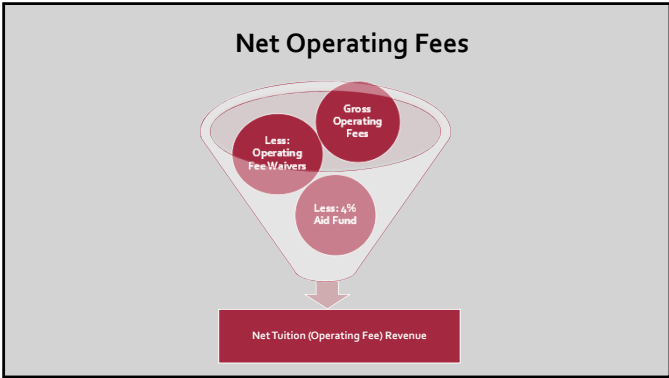 Net Operating Fees
Gross
Operating
Fees
Less:
Operating
Fee Waivers
Less: 4%
Aid Fund
Net Tuition (Operating Fee) Revenue